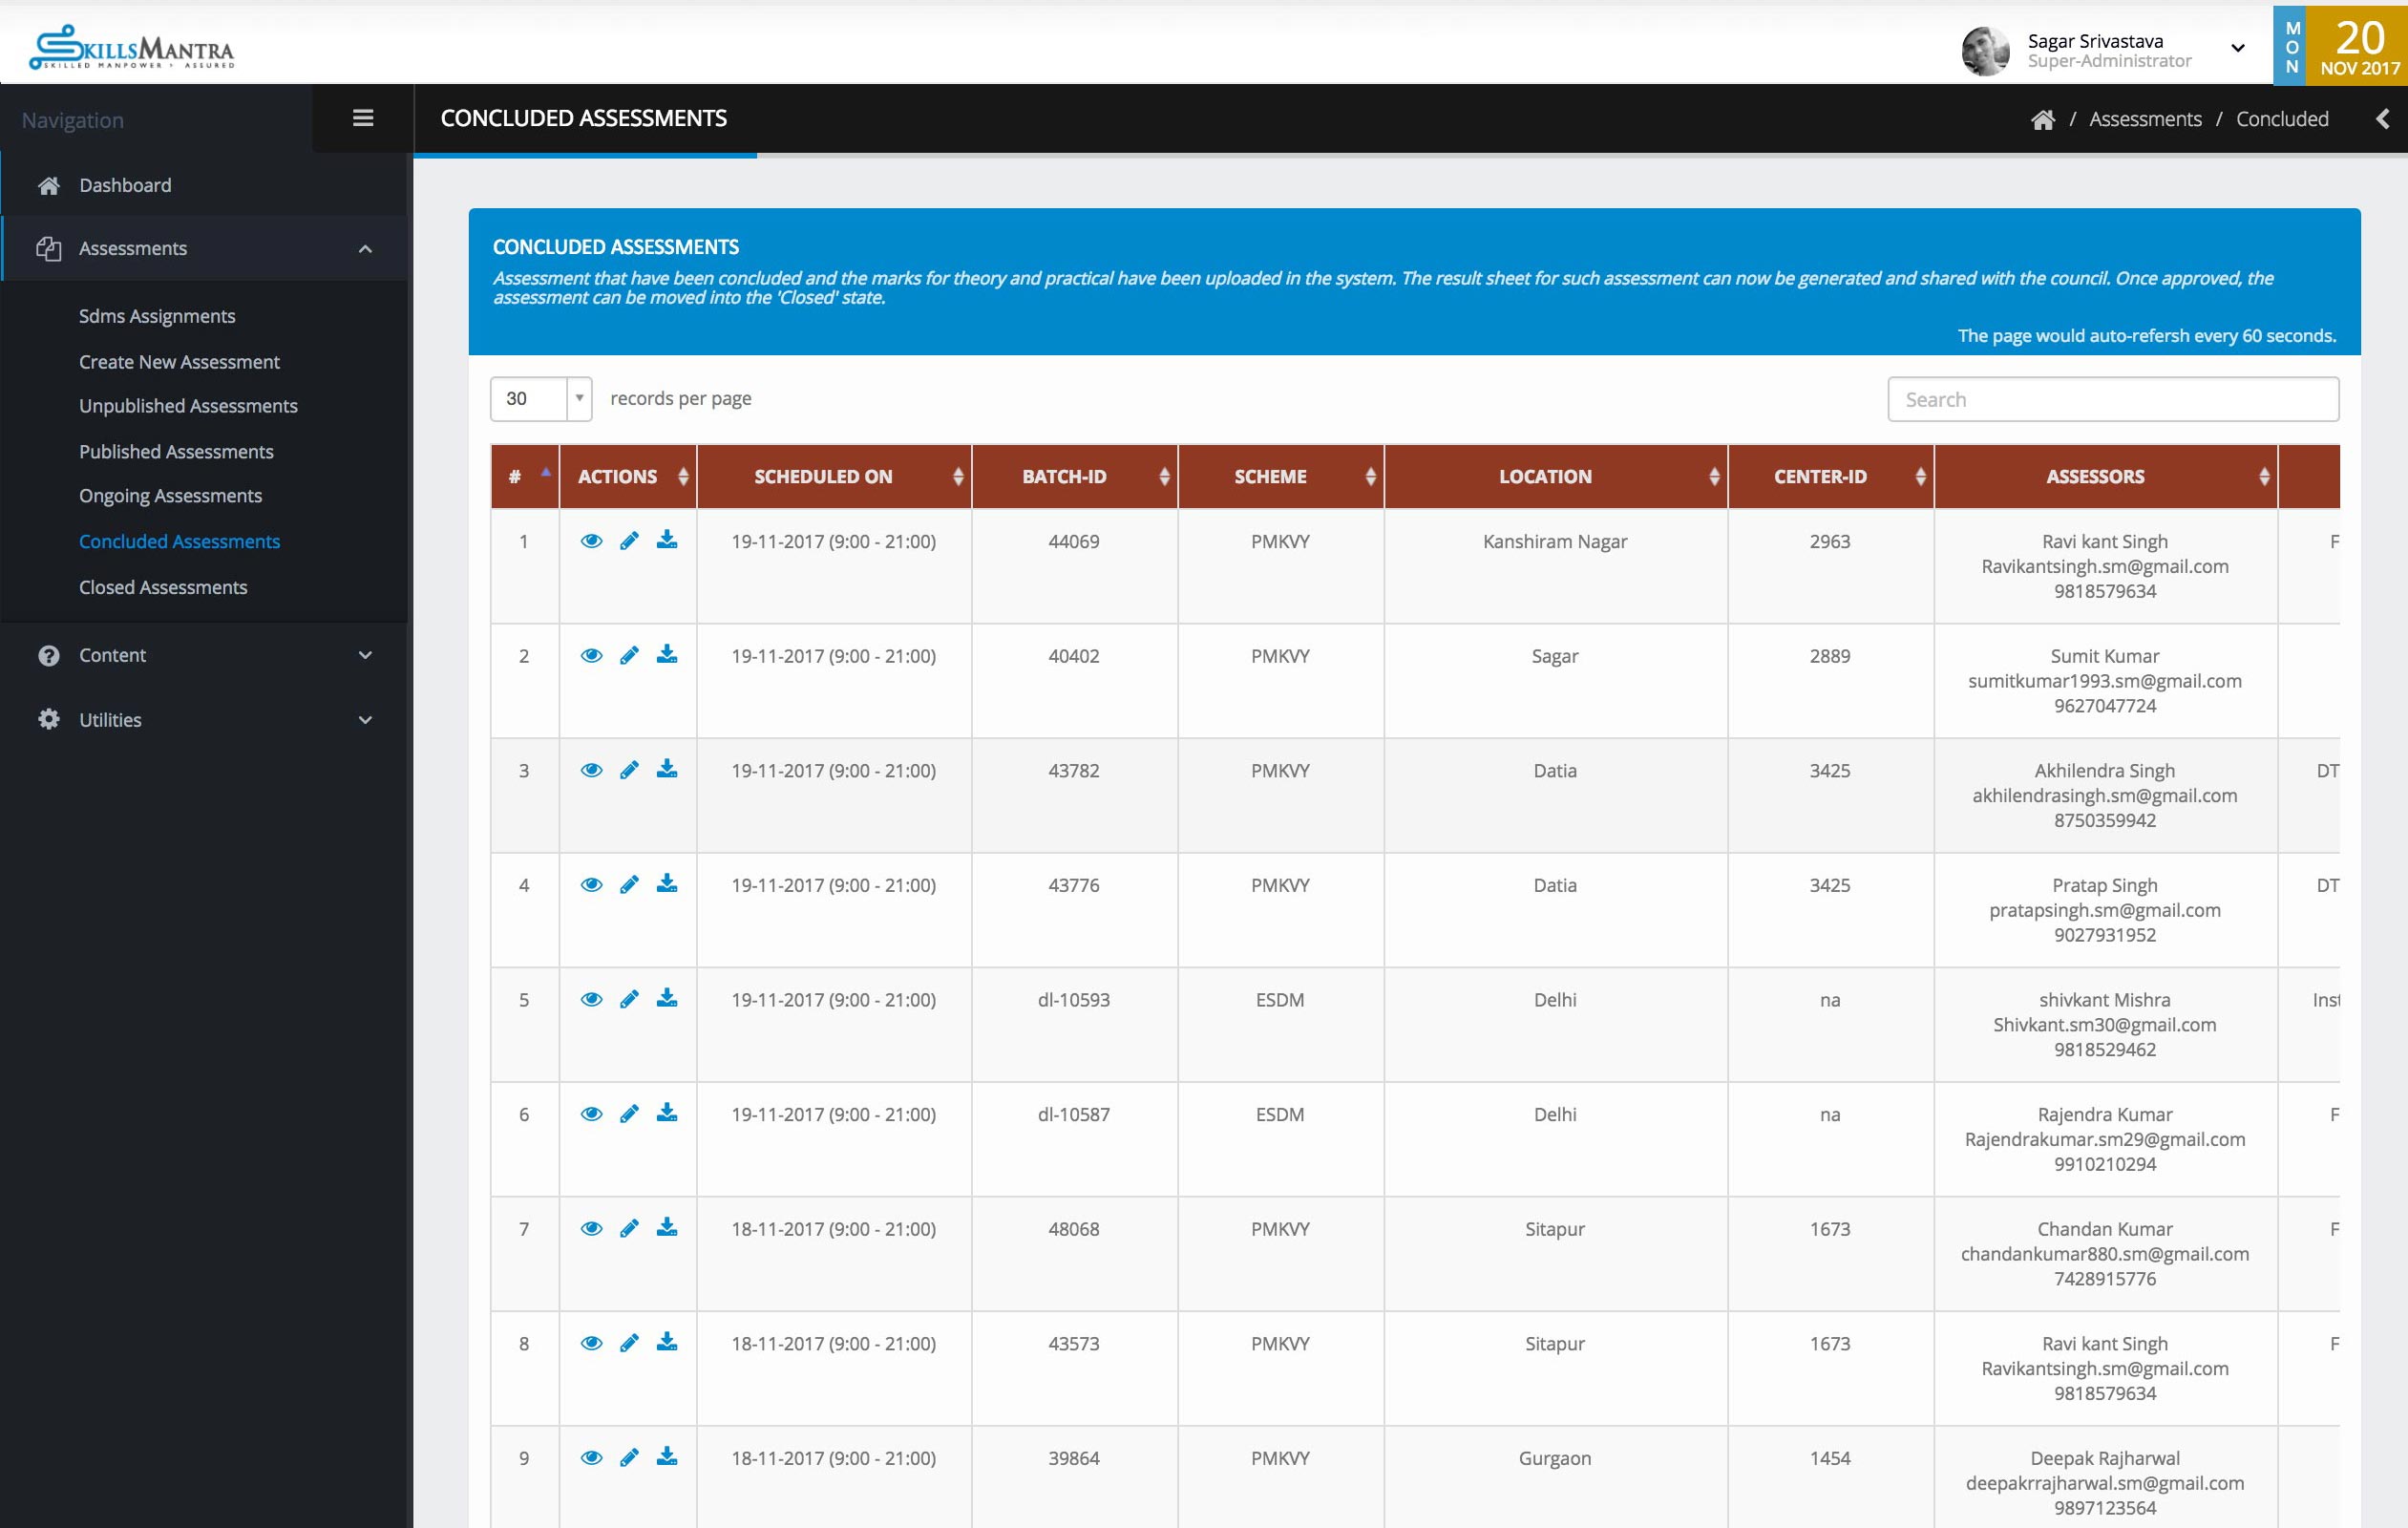 SKILLSMANTRA
SKILLED MANPOWER • ASSURED
Sagar Srivastava
Super-Administrator
MON
20
NOV 2017
Navigation
CONCLUDED ASSESSMENTS
/ Assessments / Concluded
Dashboard
Assessments
Sdms Assignments
Create New Assessment
Unpublished Assessments
Published Assessments
Ongoing Assessments
Concluded Assessments
Closed Assessments
Content
Utilities
CONCLUDED ASSESSMENTS
Assessment that have been concluded and the marks for theory and practical have been uploaded in the system. The result sheet for such assessment can now be generated and shared with the council. Once approved, the
assessment can be moved into the 'Closed' state.
The page would auto-refersh every 60 seconds.
30 records per page
Search
# ACTIONS SCHEDULED ON BATCH-ID SCHEME LOCATION CENTER-ID ASSESSORS
1 19-11-2017 (9:00 - 21:00) 44069 PMKVY Kanshiram Nagar 2963 Ravi kant Singh F
Ravikantsingh.sm@gmail.com
9818579634
2 19-11-2017 (9:00 - 21:00) 40402 PMKVY Sagar 2889 Sumit Kumar
sumitkumar1993.sm@gmail.com
9627047724
3 19-11-2017 (9:00 - 21:00) 43782 PMKVY Datia 3425 Akhilendra Singh DT
akhilendrasingh.sm@gmail.com
8750359942
4 19-11-2017 (9:00 - 21:00) 43776 PMKVY Datia 3425 Pratap Singh DT
pratapsingh.sm@gmail.com
9027931952
5 19-11-2017 (9:00 - 21:00) dl-10593 ESDM Delhi na shivkant Mishra Inst
Shivkant.sm30@gmail.com
9818529462
6 19-11-2017 (9:00 - 21:00) dl-10587 ESDM Delhi na Rajendra Kumar F
Rajendrakumar.sm29@gmail.com
9910210294
7 18-11-2017 (9:00 - 21:00) 48068 PMKVY Sitapur 1673 Chandan Kumar F
chandankumar880.sm@gmail.com
7428915776
8 18-11-2017 (9:00 - 21:00) 43573 PMKVY Sitapur 1673 Ravi kant Singh F
Ravikantsingh.sm@gmail.com
9818579634
9 18-11-2017 (9:00 - 21:00) 39864 PMKVY Gurgaon 1454 Deepak Rajharwal
deepakrrajharwal.sm@gmail.com
9897123564